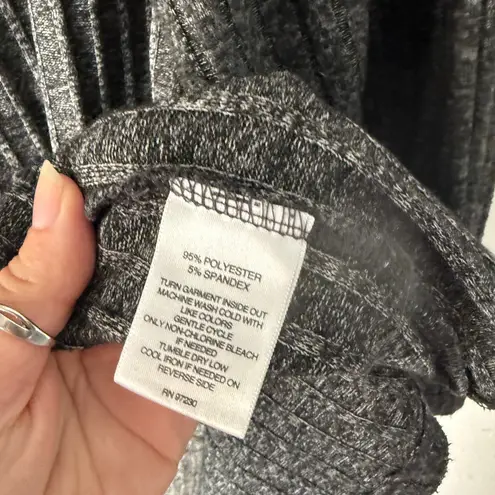 95% POLYESTER
5% SPANDEX
TURN GARMENT INSIDE OUT
MACHINE WASH COLD WITH
LIKE COLORS
GENTLE CYCLE
ONLY NON-CHLORINE BLEACH
IF NEEDED
TUMBLE DRY LOW
COOL IRON IF NEEDED ON
REVERSE SIDE
RN 97230